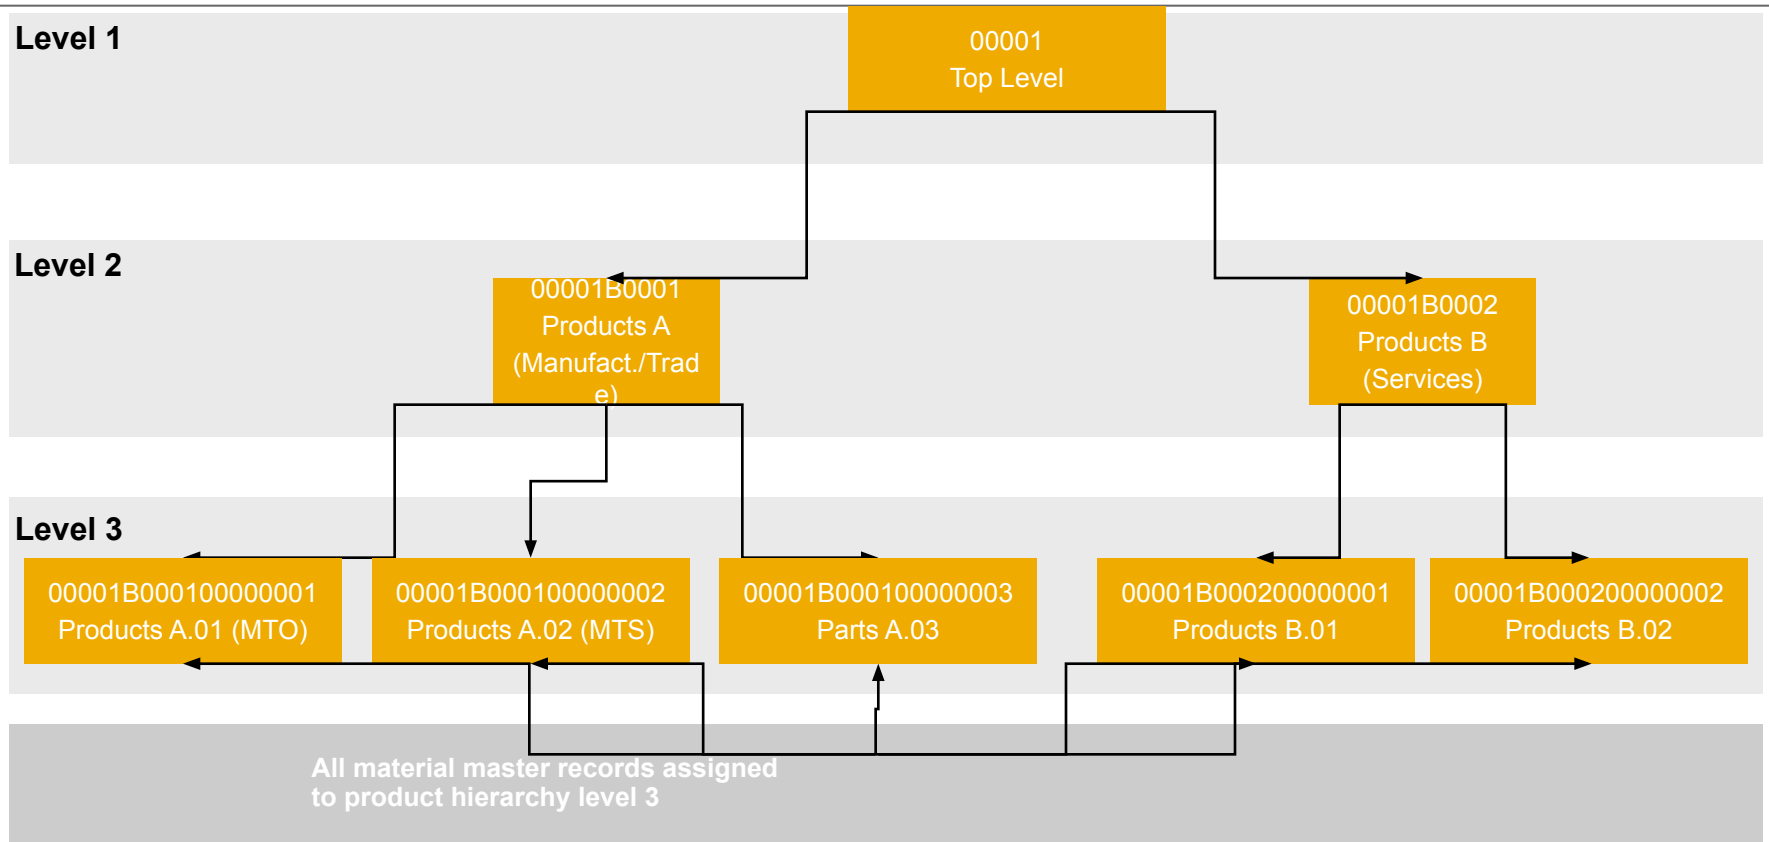 Level 1
00001
Top Level
Level 2
00001B0001
Products A
(Manufact./Trad
e)
00001B0002
Products B
(Services)
Level 3
00001B000100000001
Products A.01 (MTO)
00001B000100000002
Products A.02 (MTS)
00001B000100000003
Parts A.03
00001B000200000001
Products B.01
00001B000200000002
Products B.02
All material master records assigned
to product hierarchy level 3